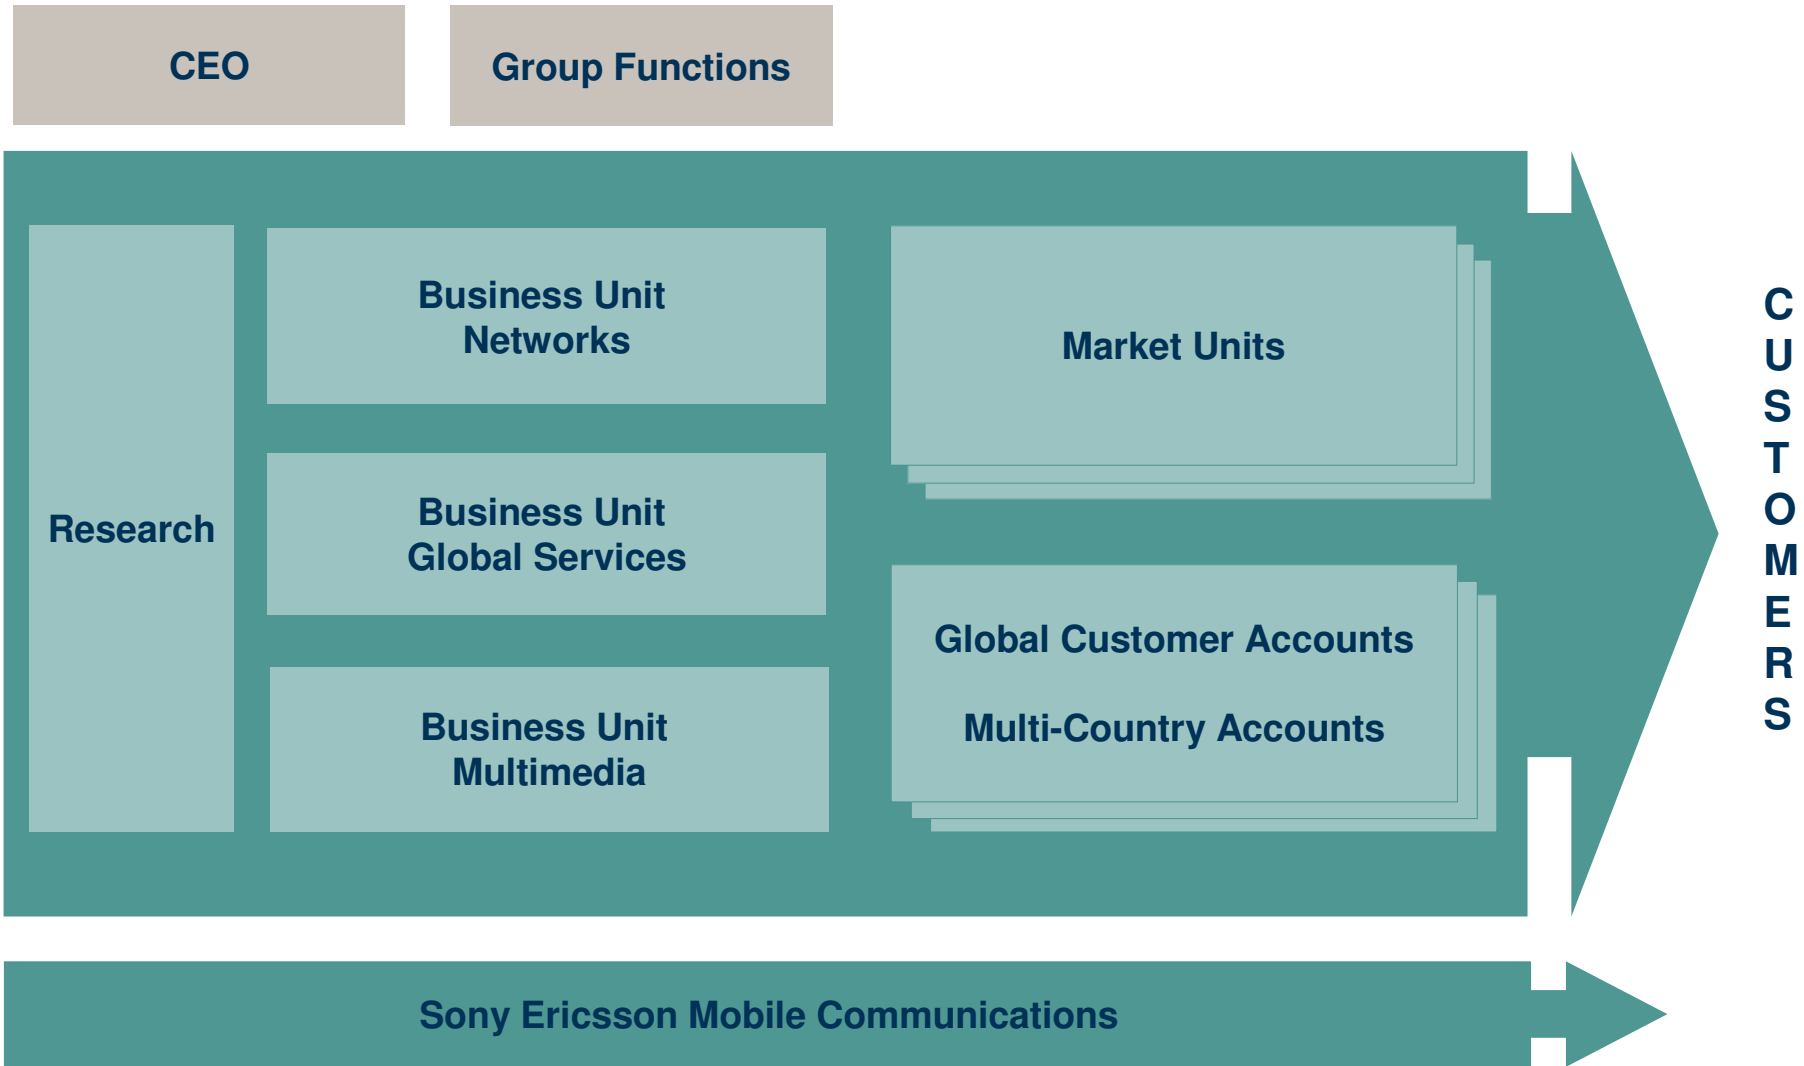 CEO
Group Functions
Research
Business Unit
Networks
Business Unit
Global Services
Business Unit
Multimedia
Market Units
Global Customer Accounts
Multi-Country Accounts
CUSTOMERS
Sony Ericsson Mobile Communications